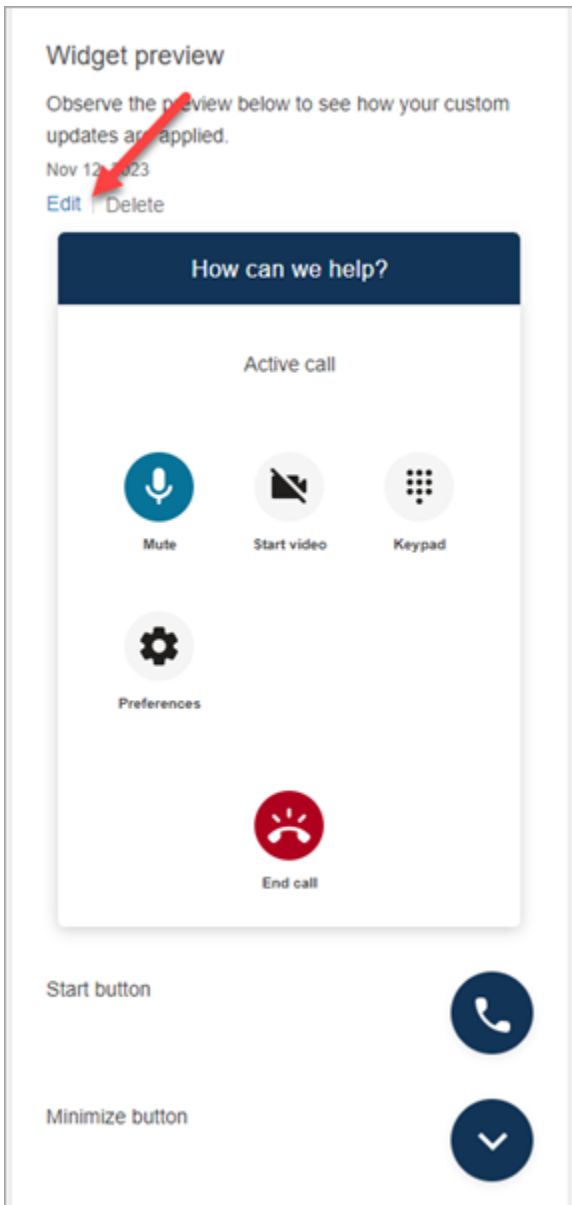 Widget preview
Observe the preview below to see how your custom
updates are applied.
Nov 12, 2023
Edit | Delete
How can we help?
Active call
Mute Start video Keypad
Preferences
End call
Start button
Minimize button